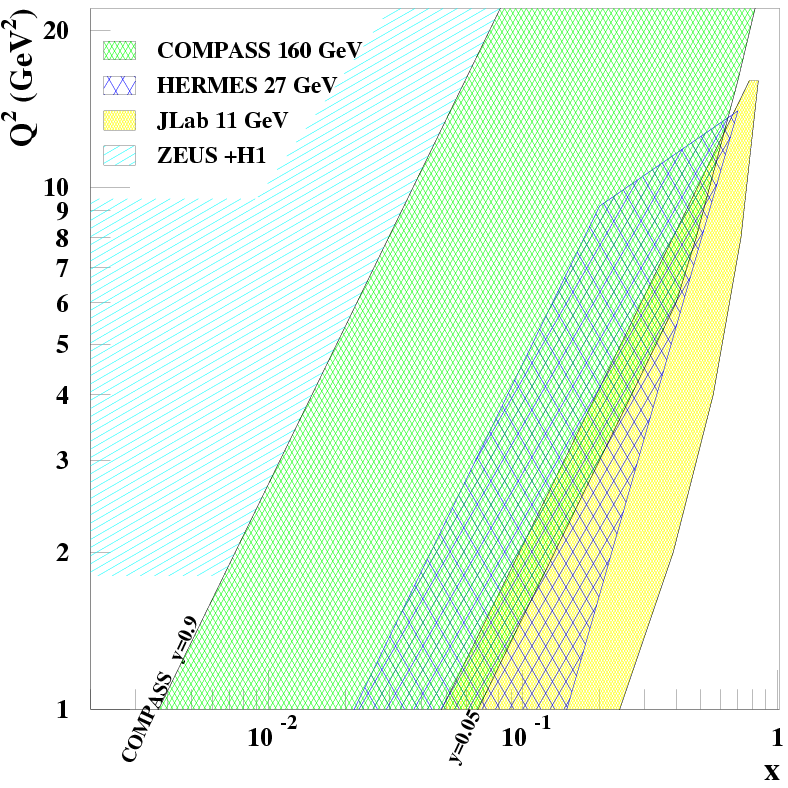 Q² (GeV²)
COMPASS 160 GeV
HERMES 27 GeV
JLab 11 GeV
ZEUS +H1
20
10
9
8
7
6
5
4
3
2
1
COMPASS y=0.9
y=0.05
10 -2
10 -1
1
x